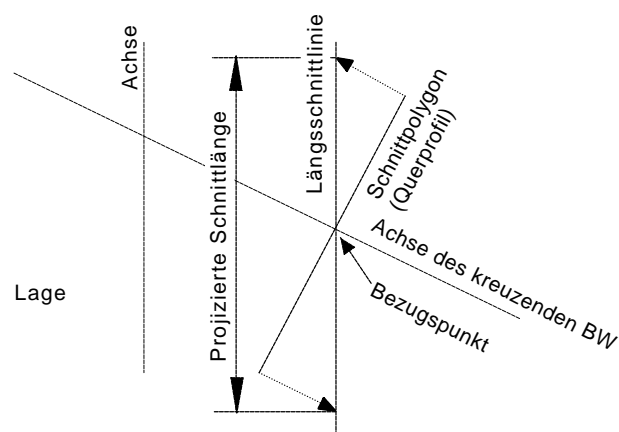 Achse
Projizierte Schnittlänge
Längsschnittlinie
Schnittpolygon
(Querprofil)
Achse des kreuzenden BW
Bezugspunkt
Lage